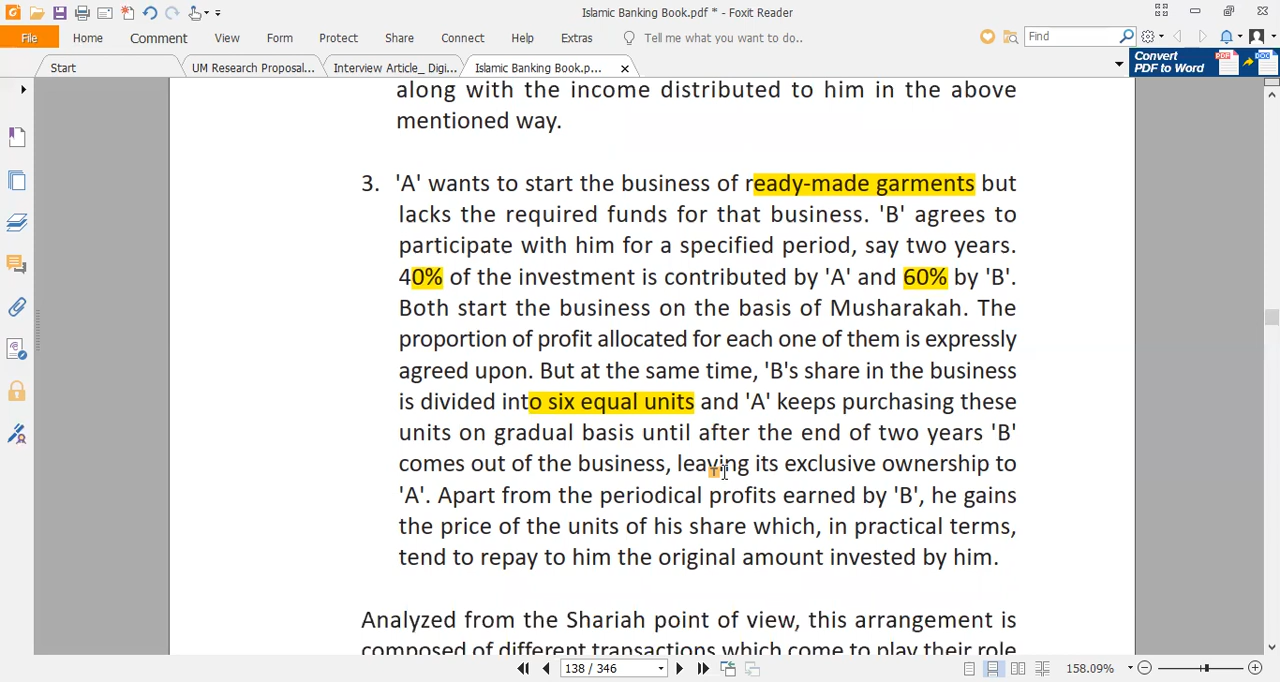 Islamic Banking Book.pdf * - Foxit Reader
File Home Comment View Form Protect Share Connect Help Extras Tell me what you want to do.. Find
Start UM Research Proposal... Interview Article_ Digi... Islamic Banking Book.p... Convert
PDF to Word
along with the income distributed to him in the above
mentioned way.
3. 'A' wants to start the business of ready-made garments but
lacks the required funds for that business. 'B' agrees to
participate with him for a specified period, say two years.
40% of the investment is contributed by 'A' and 60% by 'B'.
Both start the business on the basis of Musharakah. The
proportion of profit allocated for each one of them is expressly
agreed upon. But at the same time, 'B's share in the business
is divided into six equal units and 'A' keeps purchasing these
units on gradual basis until after the end of two years 'B'
comes out of the business, leaving its exclusive ownership to
'A'. Apart from the periodical profits earned by 'B', he gains
the price of the units of his share which, in practical terms,
tend to repay to him the original amount invested by him.
Analyzed from the Shariah point of view, this arrangement is
composed of different transactions which come to play their role
138 / 346 158.09%